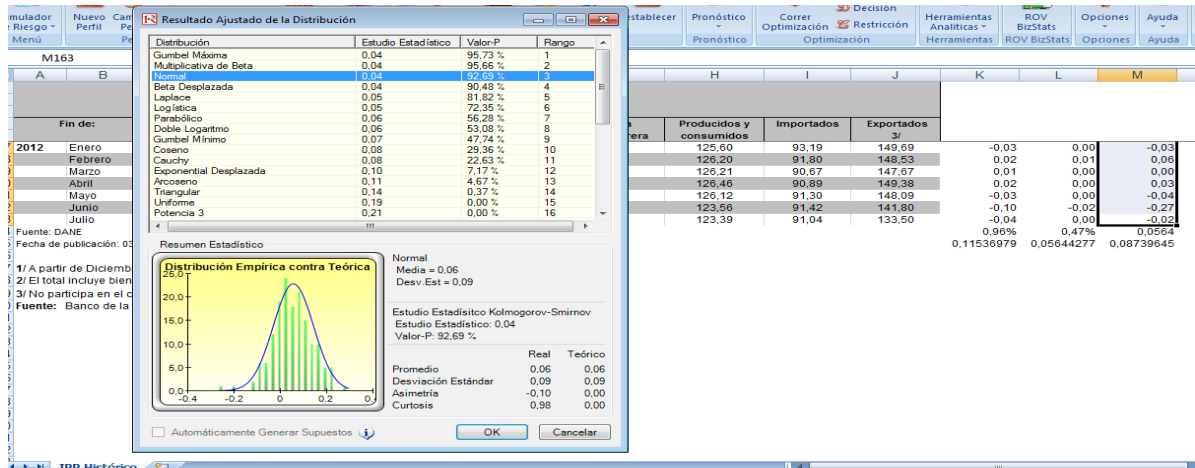 mulador
Riesgo
Nuevo
Perfil
Resultado Ajustado de la Distribución
establecer
Pronóstico
Correr
Optimización
Decisión
Restricción
Herramientas
Analiticas
ROV
BizStats
Opciones
Ayuda
Menú
Pronóstico
Optimización
Herramientas
ROV BizStats
Opciones
Ayuda
M163
A B H I J K L M
Distribución Estudio Estadístico Valor-P Rango
Gumbel Máxima 0,04 95,73 % 1
Multiplicativa de Beta 0,04 95,66 % 2
Normal 0,04 92,69 % 3
Beta Desplazada 0,04 90,48 % 4
Laplace 0,05 81,82 % 5
Logística 0,05 72,35 % 6
Parabólico 0,06 56,28 % 7
Doble Logaritmo 0,06 53,08 % 8
Gumbel Mínimo 0,07 47,74 % 9
Coseno 0,08 29,36 % 10
Cauchy 0,08 22,63 % 11
Exponential Desplazada 0,10 7,17 % 12
Arcoseno 0,11 4,67 % 13
Triangular 0,14 0,37 % 14
Uniforme 0,19 0,00 % 15
Potencia 3 0,21 0,00 % 16
Fin de: Producidos y consumidos Importados Exportados 3/
2012 Enero 125,60 93,19 149,69 -0,03 0,00 -0,03
Febrero 126,20 91,80 148,53 0,02 0,01 0,06
Marzo 126,21 90,67 147,67 0,01 0,00 0,00
Abril 126,46 90,89 149,38 0,02 0,00 0,03
Mayo 126,12 91,30 148,09 -0,03 0,00 -0,04
Junio 123,56 91,42 141,80 -0,10 -0,02 -0,27
Julio 123,39 91,04 133,50 -0,04 0,00 -0,02
0,96% 0,47% 0,0564
0,11536979 0,05644277 0,08739645
Fuente: DANE
Fecha de publicación: 03
1/ A partir de Diciemb
2/ El total incluye bien
3/ No participa en el c
Fuente: Banco de la
Resumen Estadístico
Distribución Empírica contra Teórica
25,0
20,0
15,0
10,0
5,0
0,0
-0.4 -0.2 0 0.2 0.
Normal
Media = 0,06
Desv.Est = 0,09
Estudio Estadísitco Kolmogorov-Smirnov
Estudio Estadístico: 0,04
Valor-P: 92,69 %
Real Teórico
Promedio 0,06 0,06
Desviación Estándar 0,09 0,09
Asimetría -0,10 0,00
Curtosis 0,98 0,00
Automáticamente Generar Supuestos
OK
Cancelar
IPP Histórico